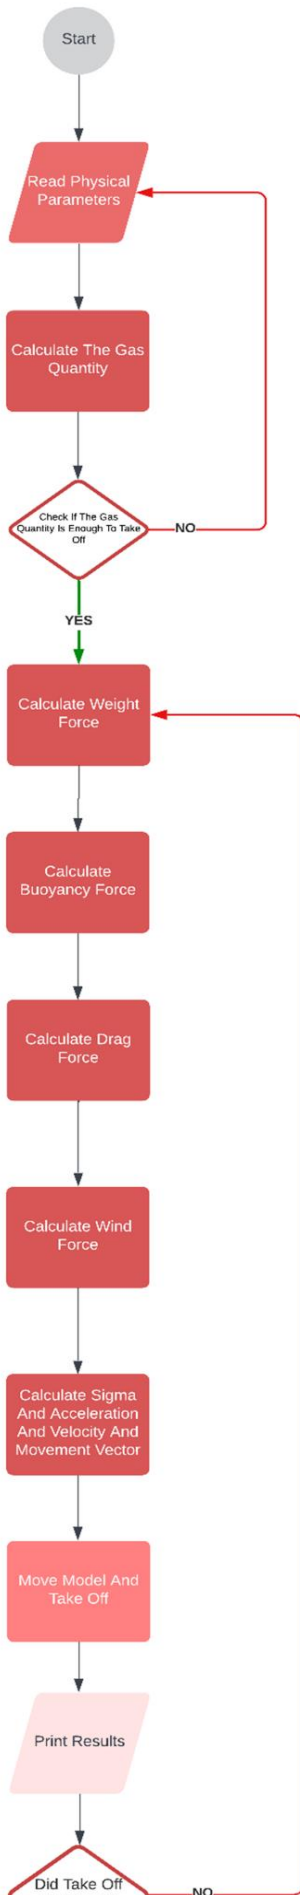 Start
Read Physical
Parameters
Calculate The Gas
Quantity
Check If The Gas
Quantity Is Enough To Take
Off
NO
YES
Calculate Weight
Force
Calculate
Buoyancy Force
Calculate Drag
Force
Calculate Wind
Force
Calculate Sigma
And Acceleration
And Velocity And
Movement Vector
Move Model And
Take Off
Print Results
Did Take Off
NO